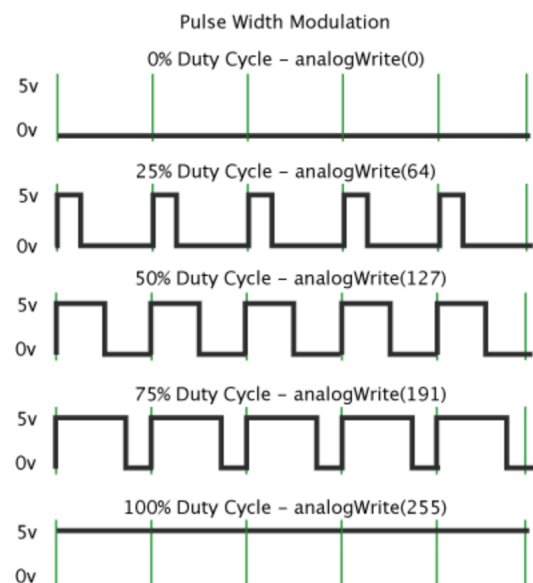 Pulse Width Modulation
0% Duty Cycle – analogWrite(0)
5v
0v
25% Duty Cycle – analogWrite(64)
5v
0v
50% Duty Cycle – analogWrite(127)
5v
0v
75% Duty Cycle – analogWrite(191)
5v
0v
100% Duty Cycle – analogWrite(255)
5v
0v